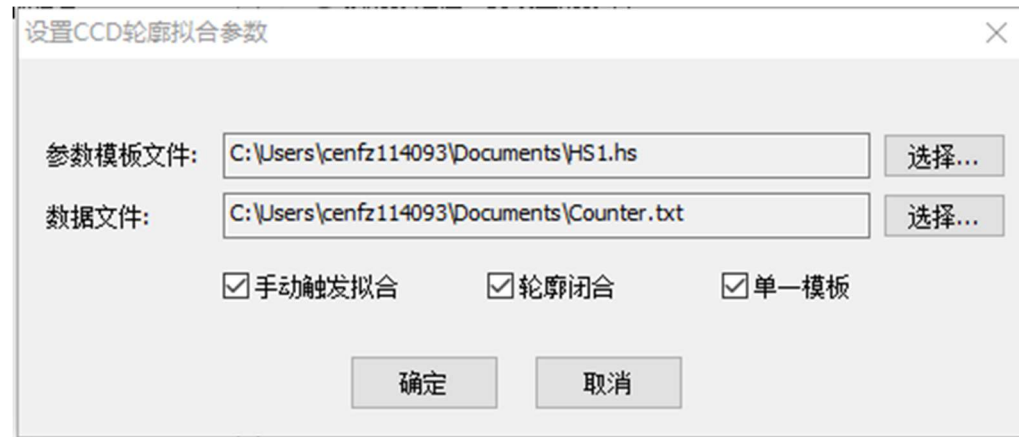 设置CCD轮廓拟合参数
参数模板文件: C:\Users\cenfz114093\Documents\HS1.hs 选择...
数据文件: C:\Users\cenfz114093\Documents\Counter.txt 选择...
手动触发拟合 轮廓闭合 单一模板
确定 取消